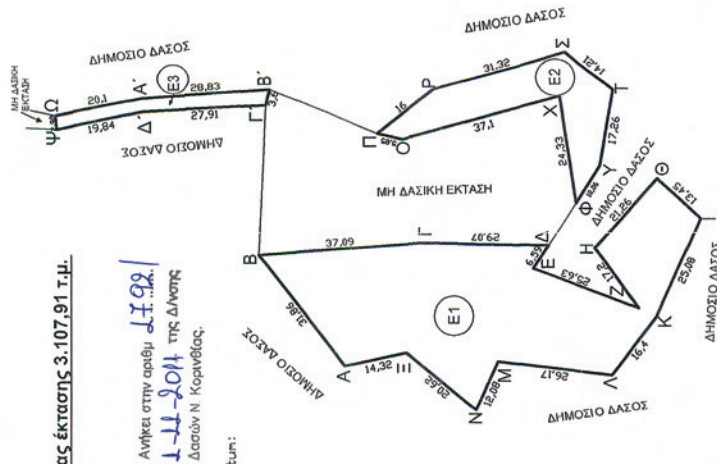 ας έκτασης 3.107,91 τ.μ.
Ανήκει στην αριθμ
της Δ/νσης
Δασών Ν. Κορινθίας.
tum:
ΜΗ ΔΑΣΙΚΗ
ΕΚΤΑΣΗ
Ψ
Ω
20,1
Α΄
28,83
Β΄
19,84
Δ΄
27,91
Γ΄
3,8
Ε3
ΔΗΜΟΣΙΟ ΔΑΣΟΣ
ΔΗΜΟΣΙΟ ΔΑΣΟΣ
Π
16
Ρ
31,32
Σ
14,21
Τ
17,26
Υ
Φ
24,33
Χ
37,1
Ο
Ε2
ΔΗΜΟΣΙΟ ΔΑΣΟΣ
ΜΗ ΔΑΣΙΚΗ ΕΚΤΑΣΗ
Β
37,09
Γ
29,07
Δ
6,59
Ε
25,63
Ζ
17,2
Η
21,26
Θ
13,45
Ι
25,08
Κ
16,4
Λ
26,17
Μ
12,08
Ν
20,62
Ξ
14,32
Α
31,86
Ε1
ΔΗΜΟΣΙΟ ΔΑΣΟΣ
ΔΗΜΟΣΙΟ ΔΑΣΟΣ
ΔΗΜΟΣΙΟ ΔΑΣΟΣ
ΔΗΜΟΣΙΟ ΔΑΣΟΣ